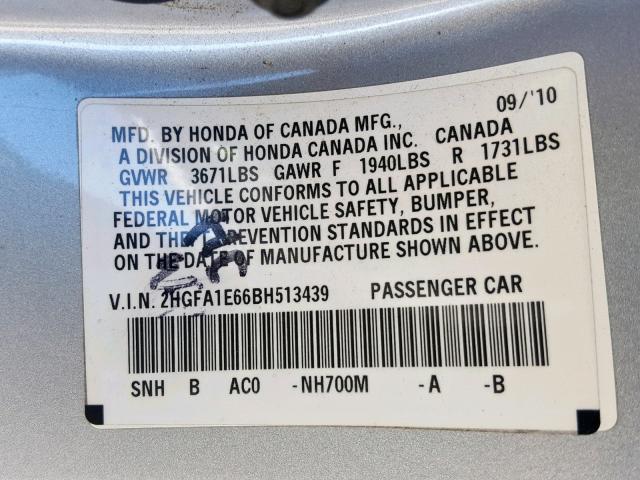 09/'10
MFD. BY HONDA OF CANADA MFG.,
A DIVISION OF HONDA CANADA INC. CANADA
GVWR 3671LBS GAWR F 1940LBS R 1731LBS
THIS VEHICLE CONFORMS TO ALL APPLICABLE
FEDERAL MOTOR VEHICLE SAFETY, BUMPER,
AND THEFT PREVENTION STANDARDS IN EFFECT
ON THE DATE OF MANUFACTURE SHOWN ABOVE.
V.I.N. 2HGFA1E66BH513439 PASSENGER CAR
SNH B AC0 -NH700M -A -B